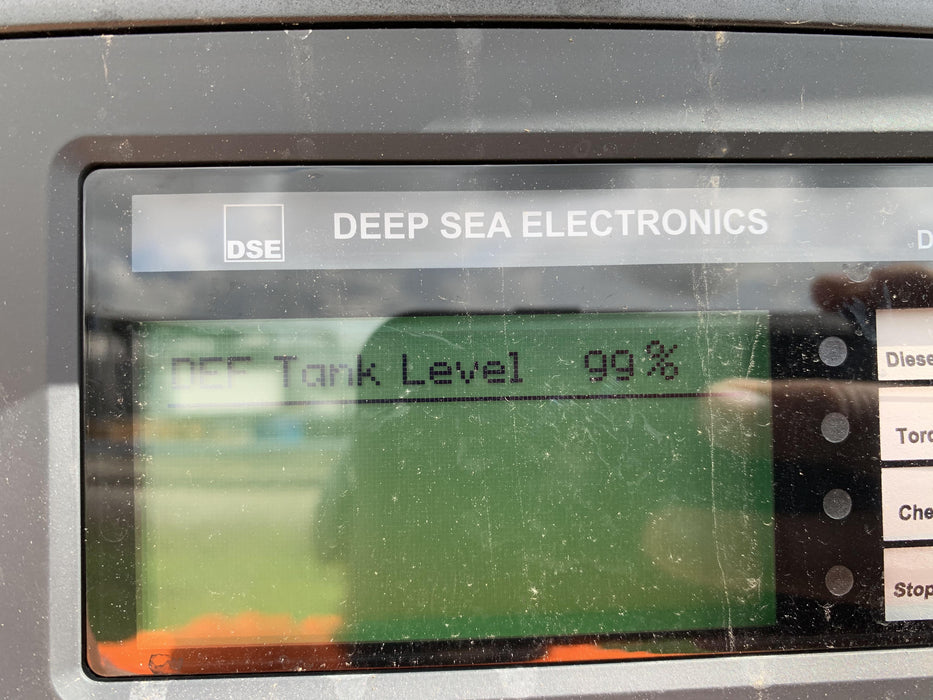 DSE
DEEP SEA ELECTRONICS
D
DEF Tank Level 99%
Diese
Torq
Che
Stop